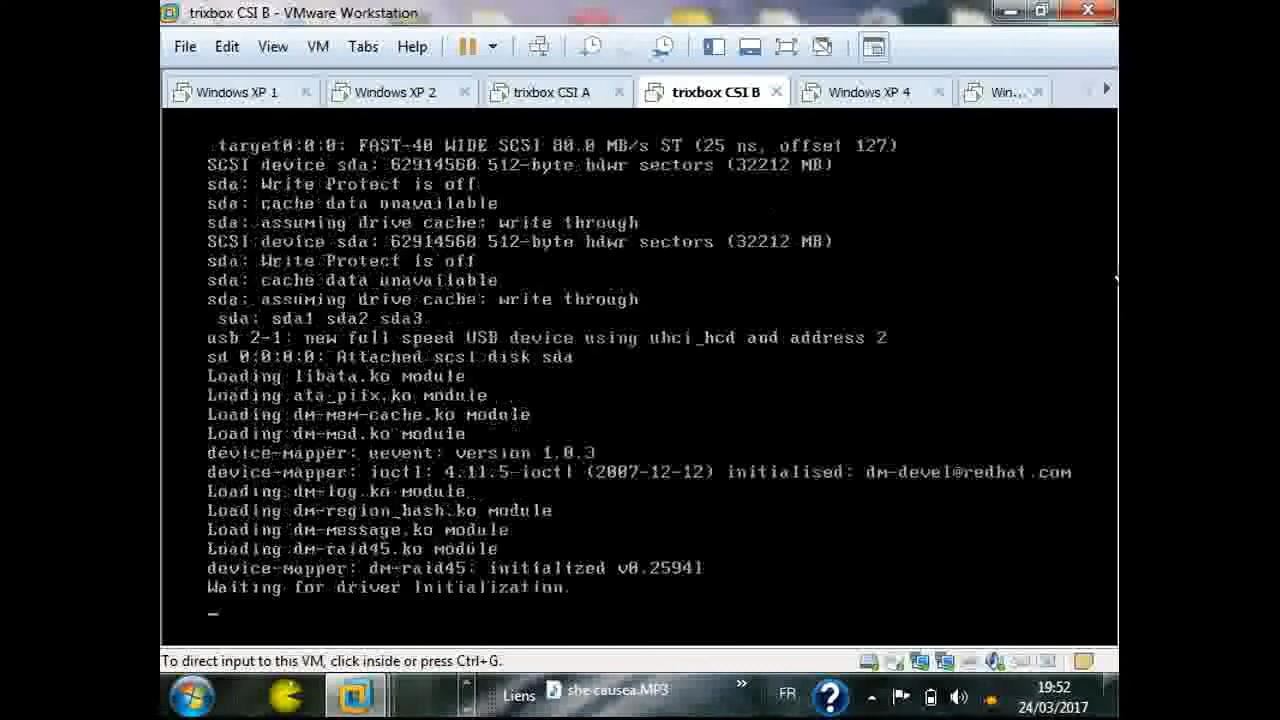 trixbox CSI B - VMware Workstation
File Edit View VM Tabs Help
Windows XP 1 Windows XP 2 trixbox CSI A trixbox CSI B Windows XP 4 Win...
target0:0:0: FAST-40 WIDE SCSI 80.0 MB/s ST (25 ns, offset 127)
SCSI device sda: 62914560 512-byte hdwr sectors (32212 MB)
sda: Write Protect is off
sda: cache data unavailable
sda: assuming drive cache: write through
SCSI device sda: 62914560 512-byte hdwr sectors (32212 MB)
sda: Write Protect is off
sda: cache data unavailable
sda: assuming drive cache: write through
sda: sda1 sda2 sda3
usb 2-1: new full speed USB device using uhci_hcd and address 2
sd 0:0:0:0: Attached scsi disk sda
Loading libata.ko module
Loading ata_piix.ko module
Loading dm-mem-cache.ko module
Loading dm-mod.ko module
device-mapper: uevent: version 1.0.3
device-mapper: ioctl: 4.11.5-ioctl (2007-12-12) initialised: dm-devel@redhat.com
Loading dm-log.ko module
Loading dm-region_hash.ko module
Loading dm-message.ko module
Loading dm-raid45.ko module
device-mapper: dm-raid45: initialized v0.2594l
Waiting for driver initialization.
To direct input to this VM, click inside or press Ctrl+G.
Liens she-causea.MP3 » FR 19:52
24/03/2017